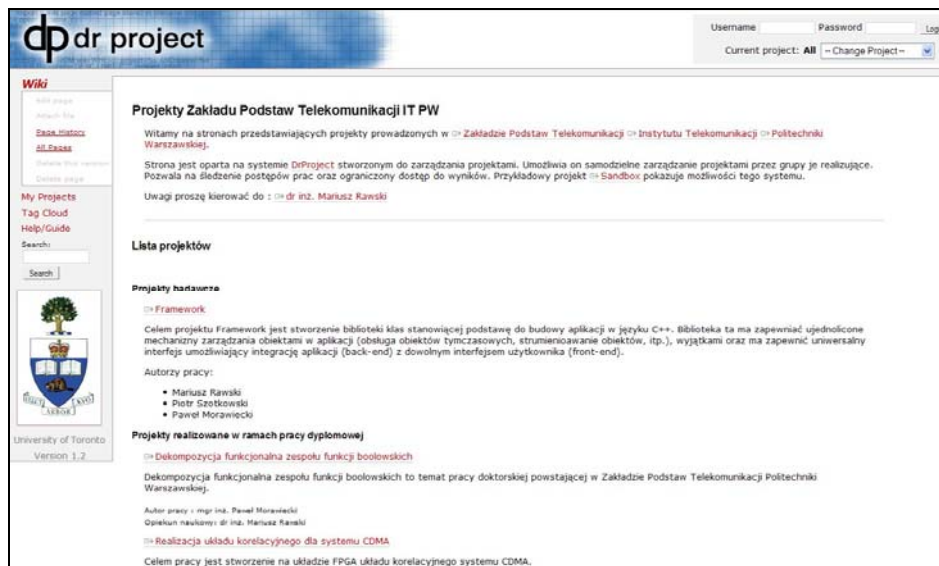 dp dr project
Username Password Log
Current project: All -- Change Project --
Wiki
Edit page
Attach file
Page History
All Pages
Delete this version
Delete page
My Projects
Tag Cloud
Help/Guide
Search:
Search
ARBOR ÆVO
University of Toronto
Version 1.2
Projekty Zakładu Podstaw Telekomunikacji IT PW
Witamy na stronach przedstawiających projekty prowadzonych w Zakładzie Podstaw Telekomunikacji Instytutu Telekomunikacji Politechniki
Warszawskiej.
Strona jest oparta na systemie DrProject stworzonym do zarządzania projektami. Umożliwia on samodzielne zarządzanie projektami przez grupy je realizujące.
Pozwala na śledzenie postępów prac oraz ograniczony dostęp do wyników. Przykładowy projekt Sandbox pokazuje możliwości tego systemu.
Uwagi proszę kierować do : dr inż. Mariusz Rawski
Lista projektów
Projekty badawcze
Framework
Celem projektu Framework jest stworzenie biblioteki klas stanowiącej podstawę do budowy aplikacji w języku C++. Biblioteka ta ma zapewniać ujednolicone
mechanizmy zarządzania obiektami w aplikacji (obsługa obiektów tymczasowych, strumienioawanie obiektów, itp.), wyjątkami oraz ma zapewnić uniwersalny
interfejs umożliwiający integrację aplikacji (back-end) z dowolnym interfejsem użytkownika (front-end).
Autorzy pracy:
Mariusz Rawski
Piotr Szotkowski
Paweł Morawiecki
Projekty realizowane w ramach pracy dyplomowej
Dekompozycja funkcjonalna zespołu funkcji boolowskich
Dekompozycja funkcjonalna zespołu funkcji boolowskich to temat pracy doktorskiej powstającej w Zakładzie Podstaw Telekomunikacji Politechniki
Warszawskiej.
Autor pracy : mgr inż. Paweł Morawiecki
Opiekun naukowy: dr inż. Mariusz Rawski
Realizacja układu korelacyjnego dla systemu CDMA
Celem pracy jest stworzenie na układzie FPGA układu korelacyjnego systemu CDMA.